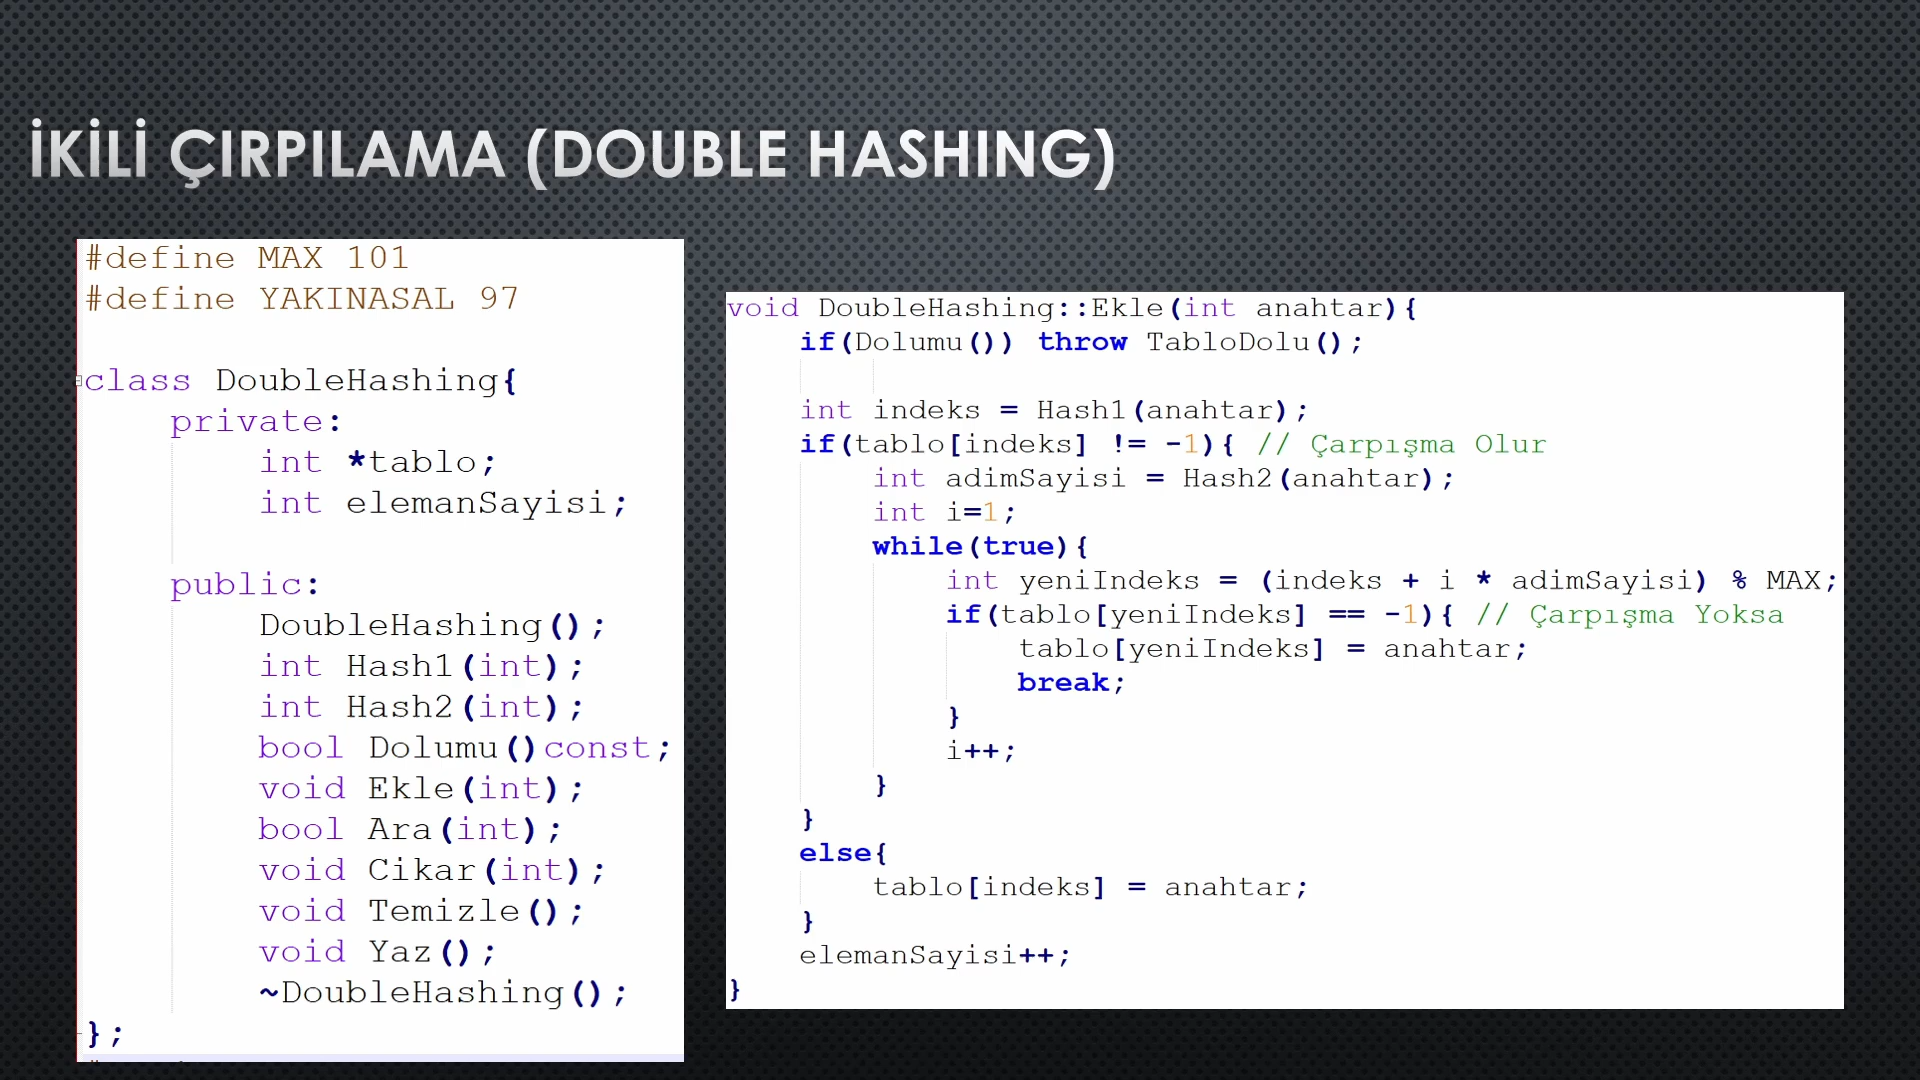 İKİLİ ÇIRPILAMA (DOUBLE HASHING)
#define MAX 101
#define YAKINASAL 97
class DoubleHashing{
private:
int *tablo;
int elemanSayisi;
public:
DoubleHashing();
int Hash1(int);
int Hash2(int);
bool Dolumu()const;
void Ekle(int);
bool Ara(int);
void Cikar(int);
void Temizle();
void Yaz();
~DoubleHashing();
};
void DoubleHashing::Ekle(int anahtar){
if(Dolumu()) throw TabloDolu();
int indeks = Hash1(anahtar);
if(tablo[indeks] != -1){ // Çarpışma Olur
int adimSayisi = Hash2(anahtar);
int i=1;
while(true){
int yeniIndeks = (indeks + i * adimSayisi) % MAX;
if(tablo[yeniIndeks] == -1){ // Çarpışma Yoksa
tablo[yeniIndeks] = anahtar;
break;
}
i++;
}
}
else{
tablo[indeks] = anahtar;
}
elemanSayisi++;
}